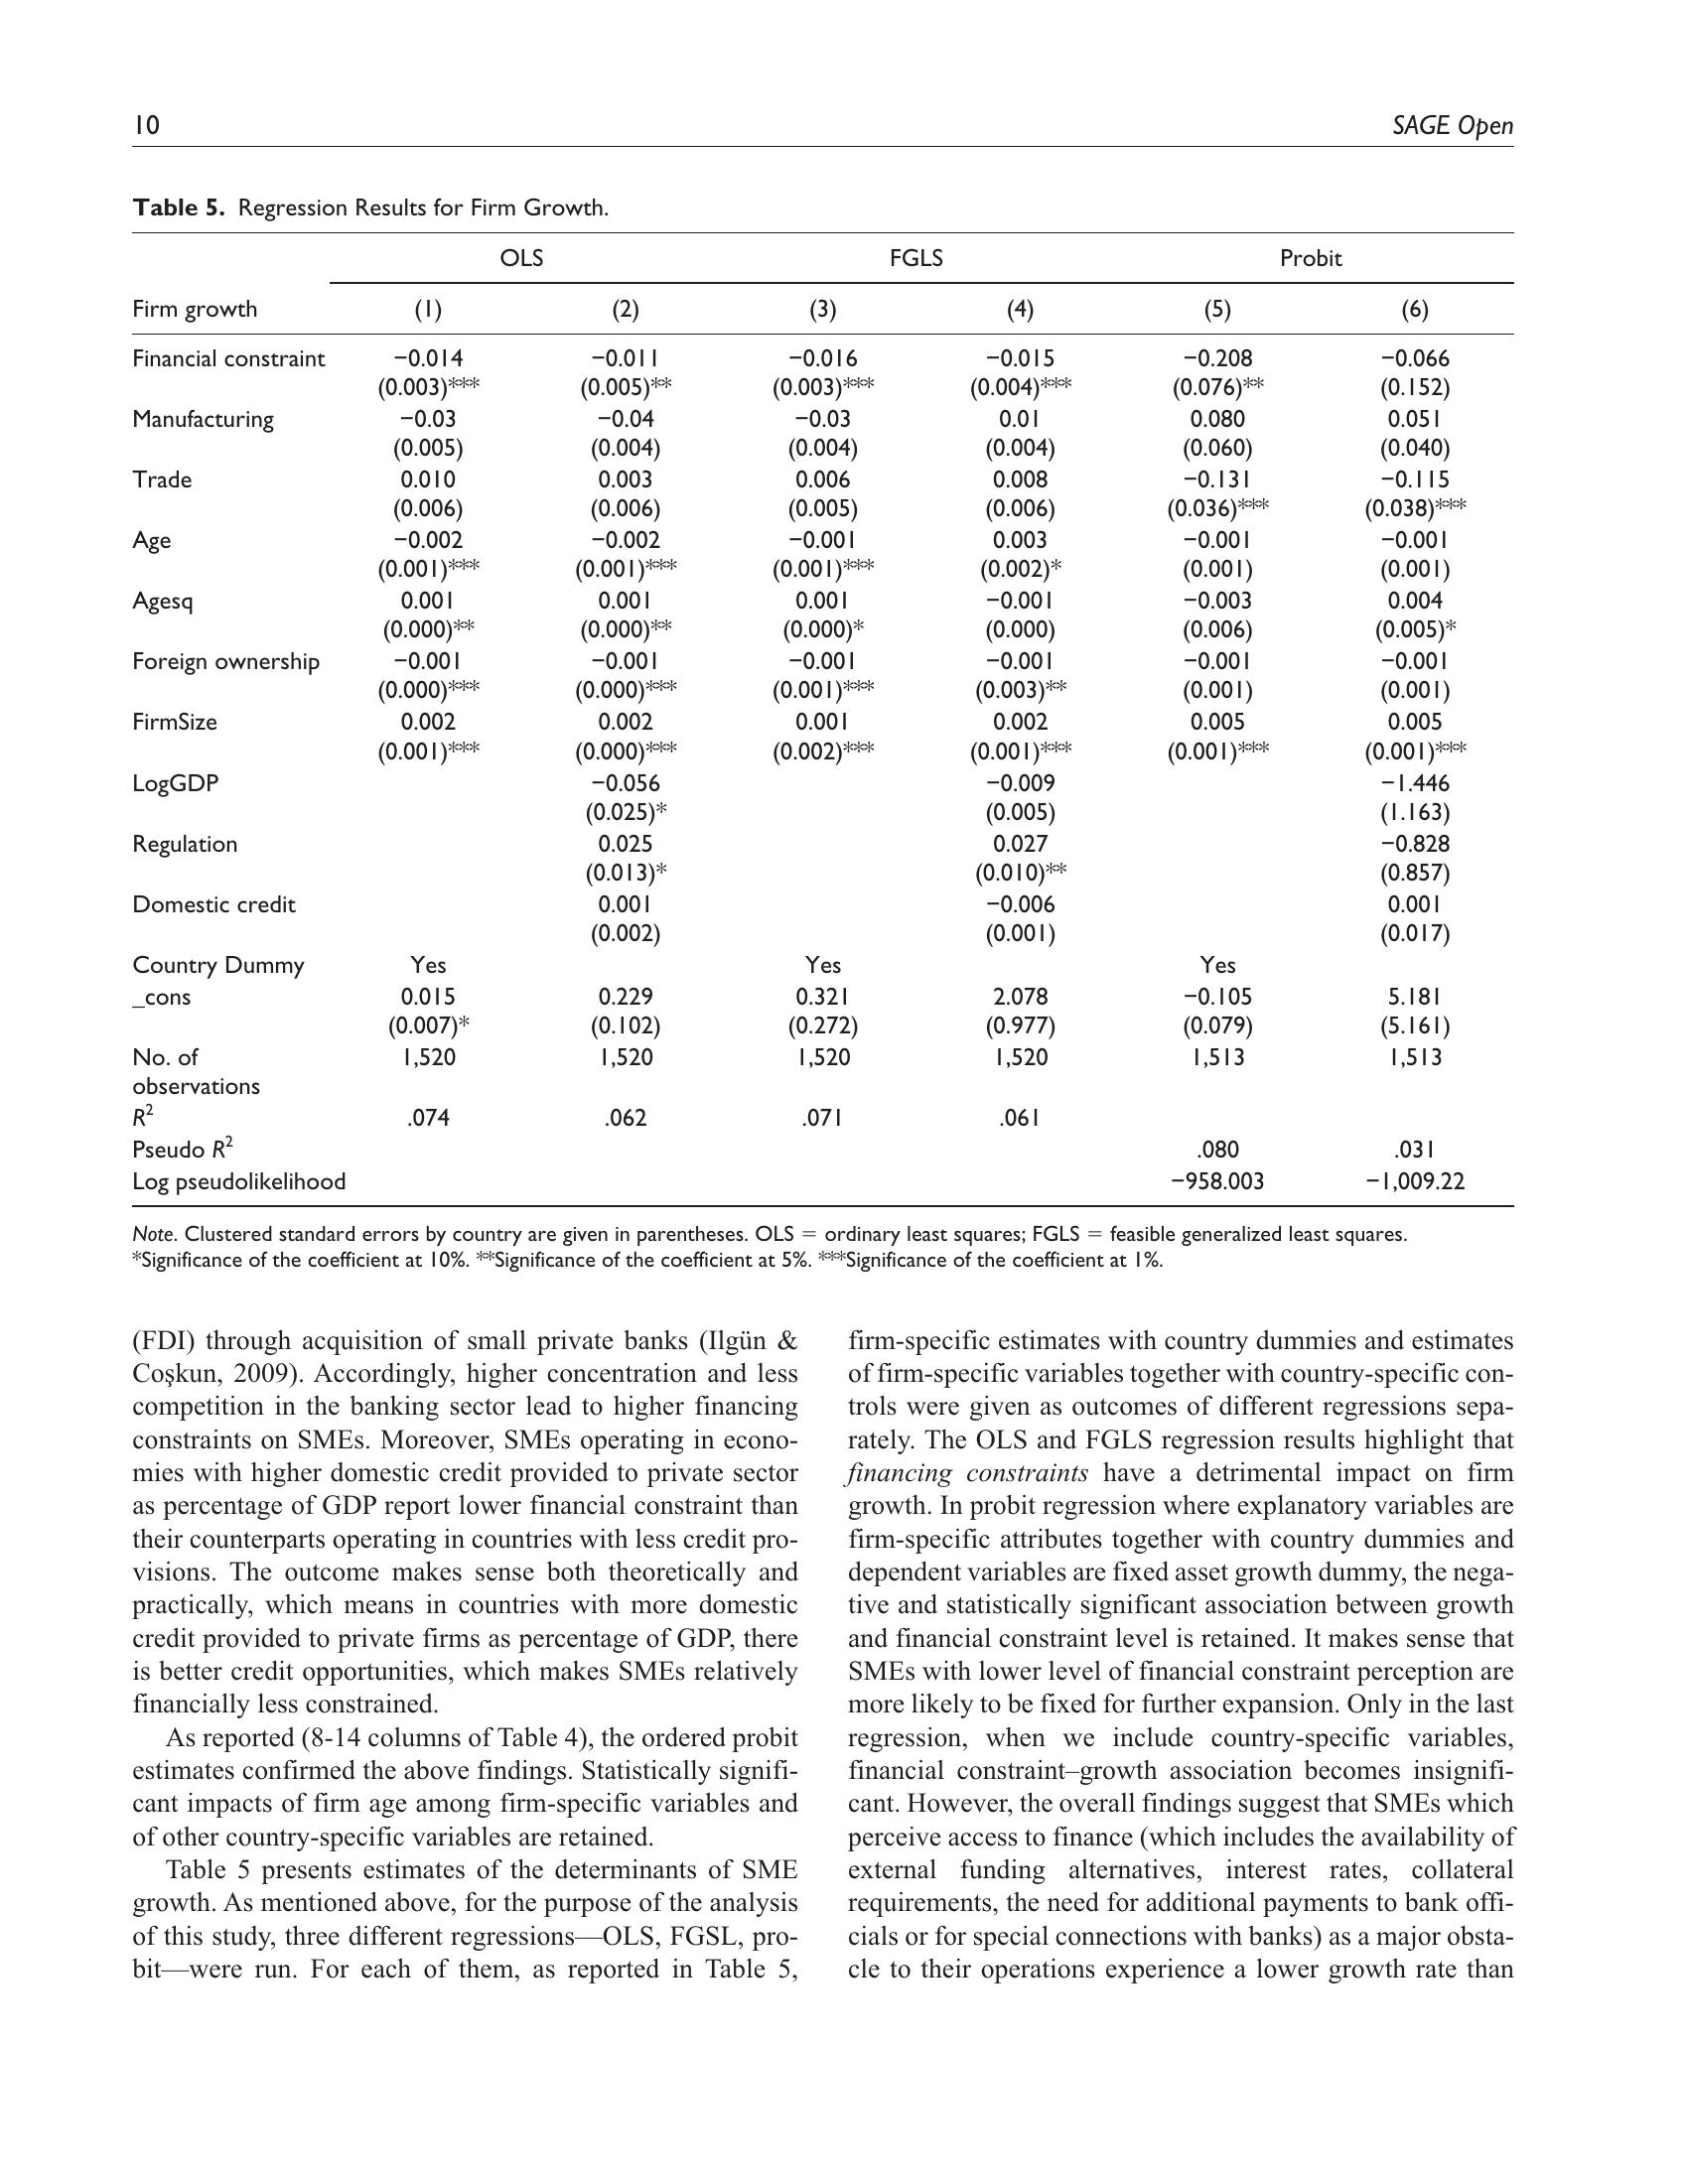 10 SAGE Open
Table 5. Regression Results for Firm Growth.
OLS FGLS Probit
Firm growth (1) (2) (3) (4) (5) (6)
Financial constraint −0.014 −0.011 −0.016 −0.015 −0.208 −0.066
(0.003)*** (0.005)** (0.003)*** (0.004)*** (0.076)** (0.152)
Manufacturing −0.03 −0.04 −0.03 0.01 0.080 0.051
(0.005) (0.004) (0.004) (0.004) (0.060) (0.040)
Trade 0.010 0.003 0.006 0.008 −0.131 −0.115
(0.006) (0.006) (0.005) (0.006) (0.036)*** (0.038)***
Age −0.002 −0.002 −0.001 0.003 −0.001 −0.001
(0.001)*** (0.001)*** (0.001)*** (0.002)* (0.001) (0.001)
Agesq 0.001 0.001 0.001 −0.001 −0.003 0.004
(0.000)** (0.000)** (0.000)* (0.000) (0.006) (0.005)*
Foreign ownership −0.001 −0.001 −0.001 −0.001 −0.001 −0.001
(0.000)*** (0.000)*** (0.001)*** (0.003)** (0.001) (0.001)
FirmSize 0.002 0.002 0.001 0.002 0.005 0.005
(0.001)*** (0.000)*** (0.002)*** (0.001)*** (0.001)*** (0.001)***
LogGDP −0.056 −0.009 −1.446
(0.025)* (0.005) (1.163)
Regulation 0.025 0.027 −0.828
(0.013)* (0.010)** (0.857)
Domestic credit 0.001 −0.006 0.001
(0.002) (0.001) (0.017)
Country Dummy Yes Yes Yes
_cons 0.015 0.229 0.321 2.078 −0.105 5.181
(0.007)* (0.102) (0.272) (0.977) (0.079) (5.161)
No. of 1,520 1,520 1,520 1,520 1,513 1,513
observations
R² .074 .062 .071 .061
Pseudo R² .080 .031
Log pseudolikelihood −958.003 −1,009.22
Note. Clustered standard errors by country are given in parentheses. OLS = ordinary least squares; FGLS = feasible generalized least squares.
*Significance of the coefficient at 10%. **Significance of the coefficient at 5%. ***Significance of the coefficient at 1%.
(FDI) through acquisition of small private banks (Ilgün &
Coşkun, 2009). Accordingly, higher concentration and less
competition in the banking sector lead to higher financing
constraints on SMEs. Moreover, SMEs operating in econo-
mies with higher domestic credit provided to private sector
as percentage of GDP report lower financial constraint than
their counterparts operating in countries with less credit pro-
visions. The outcome makes sense both theoretically and
practically, which means in countries with more domestic
credit provided to private firms as percentage of GDP, there
is better credit opportunities, which makes SMEs relatively
financially less constrained.
As reported (8-14 columns of Table 4), the ordered probit
estimates confirmed the above findings. Statistically signifi-
cant impacts of firm age among firm-specific variables and
of other country-specific variables are retained.
Table 5 presents estimates of the determinants of SME
growth. As mentioned above, for the purpose of the analysis
of this study, three different regressions—OLS, FGSL, pro-
bit—were run. For each of them, as reported in Table 5,
firm-specific estimates with country dummies and estimates
of firm-specific variables together with country-specific con-
trols were given as outcomes of different regressions sepa-
rately. The OLS and FGLS regression results highlight that
financing constraints have a detrimental impact on firm
growth. In probit regression where explanatory variables are
firm-specific attributes together with country dummies and
dependent variables are fixed asset growth dummy, the nega-
tive and statistically significant association between growth
and financial constraint level is retained. It makes sense that
SMEs with lower level of financial constraint perception are
more likely to be fixed for further expansion. Only in the last
regression, when we include country-specific variables,
financial constraint–growth association becomes insignifi-
cant. However, the overall findings suggest that SMEs which
perceive access to finance (which includes the availability of
external funding alternatives, interest rates, collateral
requirements, the need for additional payments to bank offi-
cials or for special connections with banks) as a major obsta-
cle to their operations experience a lower growth rate than